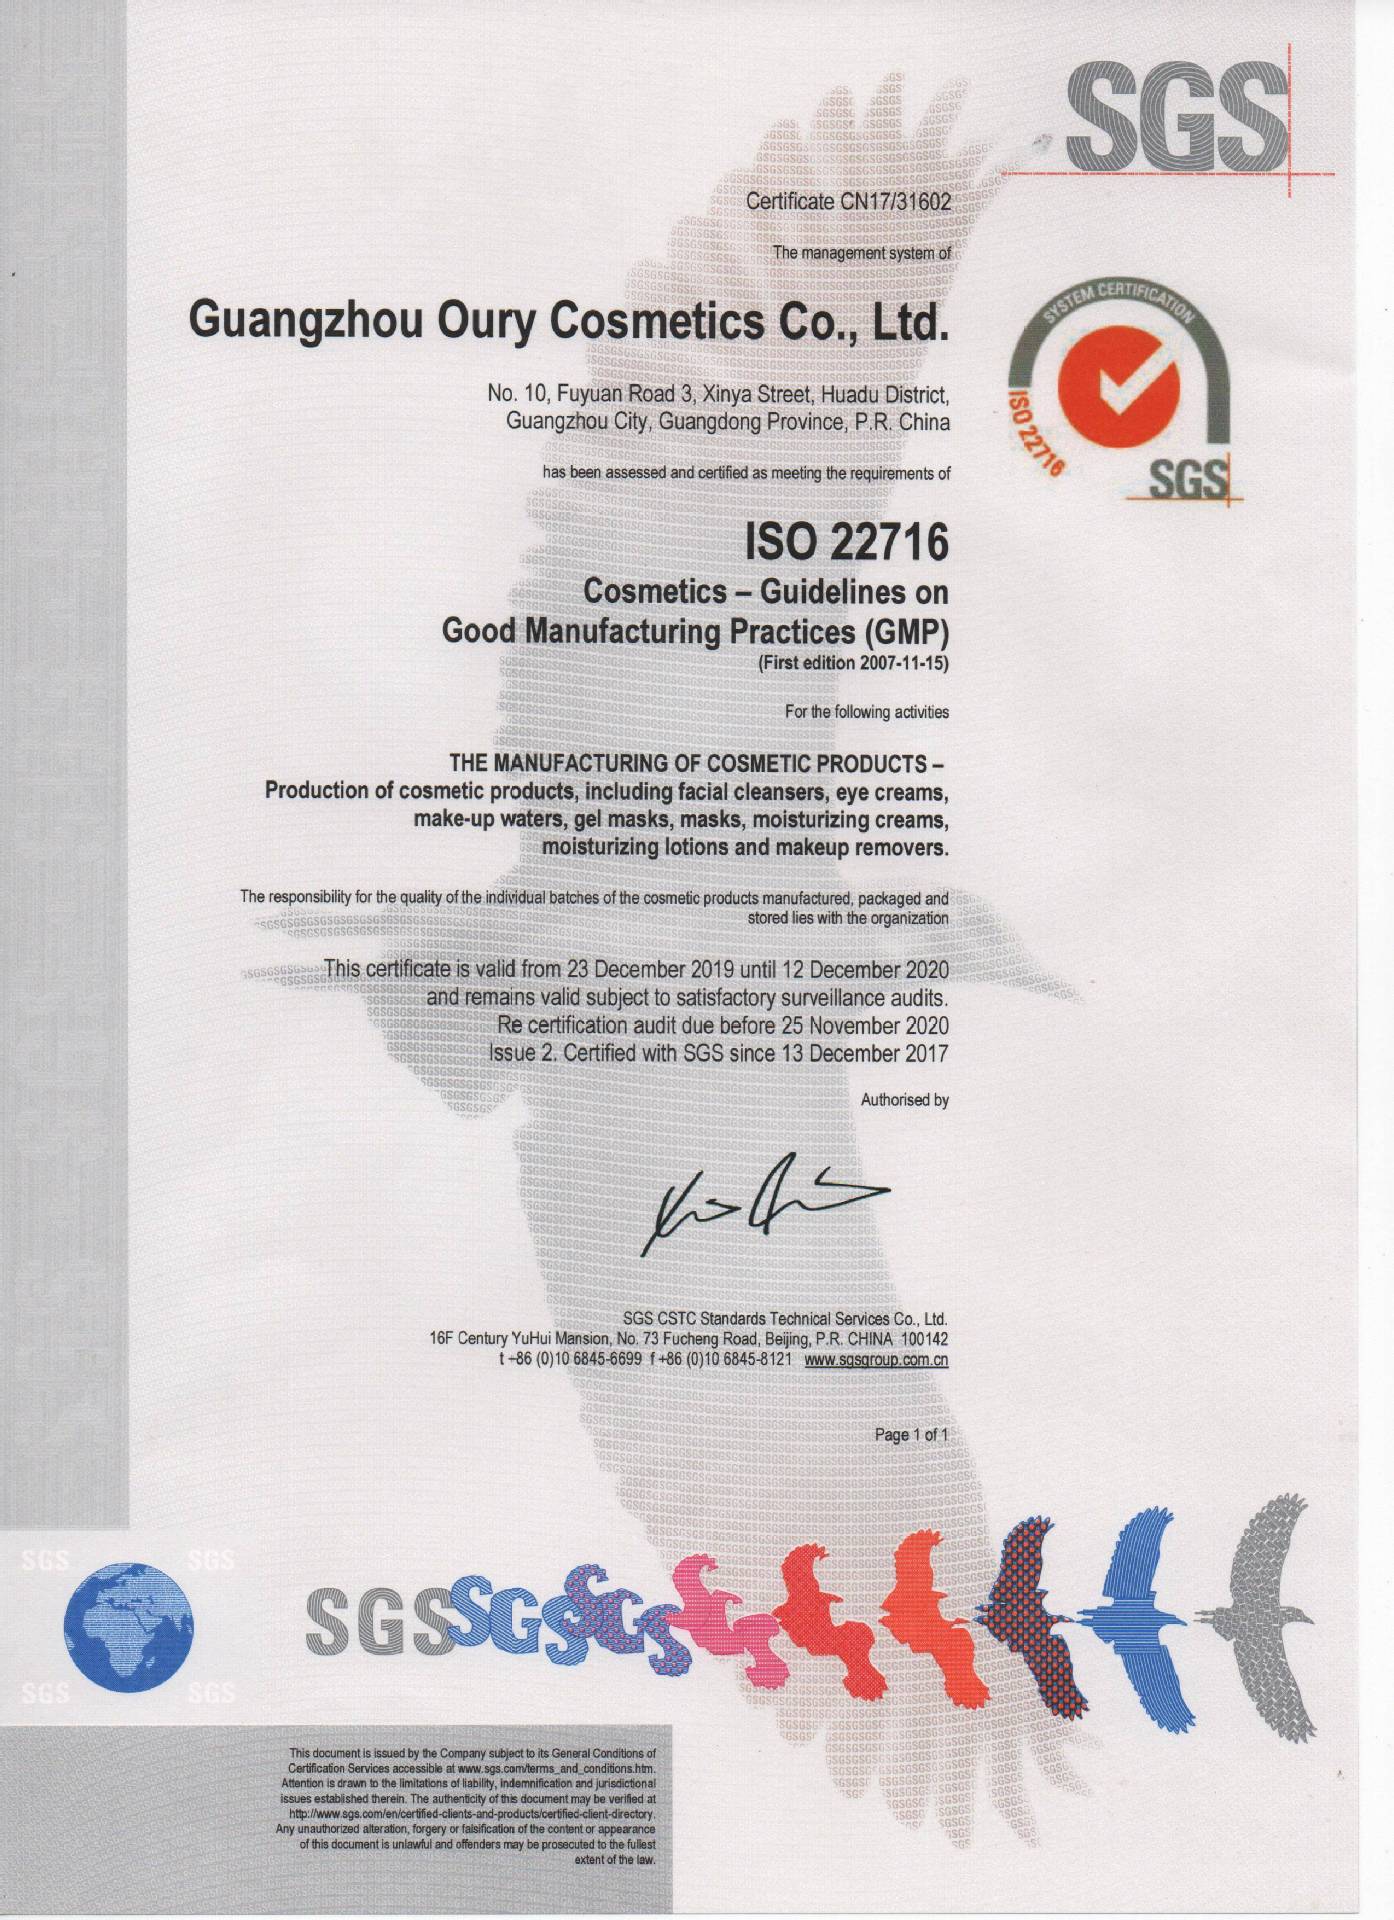 SGS
Certificate CN17/31602
The management system of
Guangzhou Oury Cosmetics Co., Ltd.
No. 10, Fuyuan Road 3, Xinya Street, Huadu District,
Guangzhou City, Guangdong Province, P.R. China
SYSTEM CERTIFICATION
ISO 22716
SGS
has been assessed and certified as meeting the requirements of
ISO 22716
Cosmetics – Guidelines on
Good Manufacturing Practices (GMP)
(First edition 2007-11-15)
For the following activities
THE MANUFACTURING OF COSMETIC PRODUCTS –
Production of cosmetic products, including facial cleansers, eye creams,
make-up waters, gel masks, masks, moisturizing creams,
moisturizing lotions and makeup removers.
The responsibility for the quality of the individual batches of the cosmetic products manufactured, packaged and
stored lies with the organization
This certificate is valid from 23 December 2019 until 12 December 2020
and remains valid subject to satisfactory surveillance audits.
Re certification audit due before 25 November 2020
Issue 2. Certified with SGS since 13 December 2017
Authorised by
SGS CSTC Standards Technical Services Co., Ltd.
16F Century YuHui Mansion, No. 73 Fucheng Road, Beijing, P.R. CHINA 100142
t +86 (0)10 6845-6699 f +86 (0)10 6845-8121 www.sgsgroup.com.cn
Page 1 of 1
SGS SGS
SGS SGS SGS
SGS SGS
This document is issued by the Company subject to its General Conditions of
Certification Services accessible at www.sgs.com/terms_and_conditions.htm.
Attention is drawn to the limitations of liability, indemnification and jurisdictional
issues established therein. The authenticity of this document may be verified at
http://www.sgs.com/en/certified-clients-and-products/certified-client-directory.
Any unauthorized alteration, forgery or falsification of the content or appearance
of this document is unlawful and offenders may be prosecuted to the fullest
extent of the law.